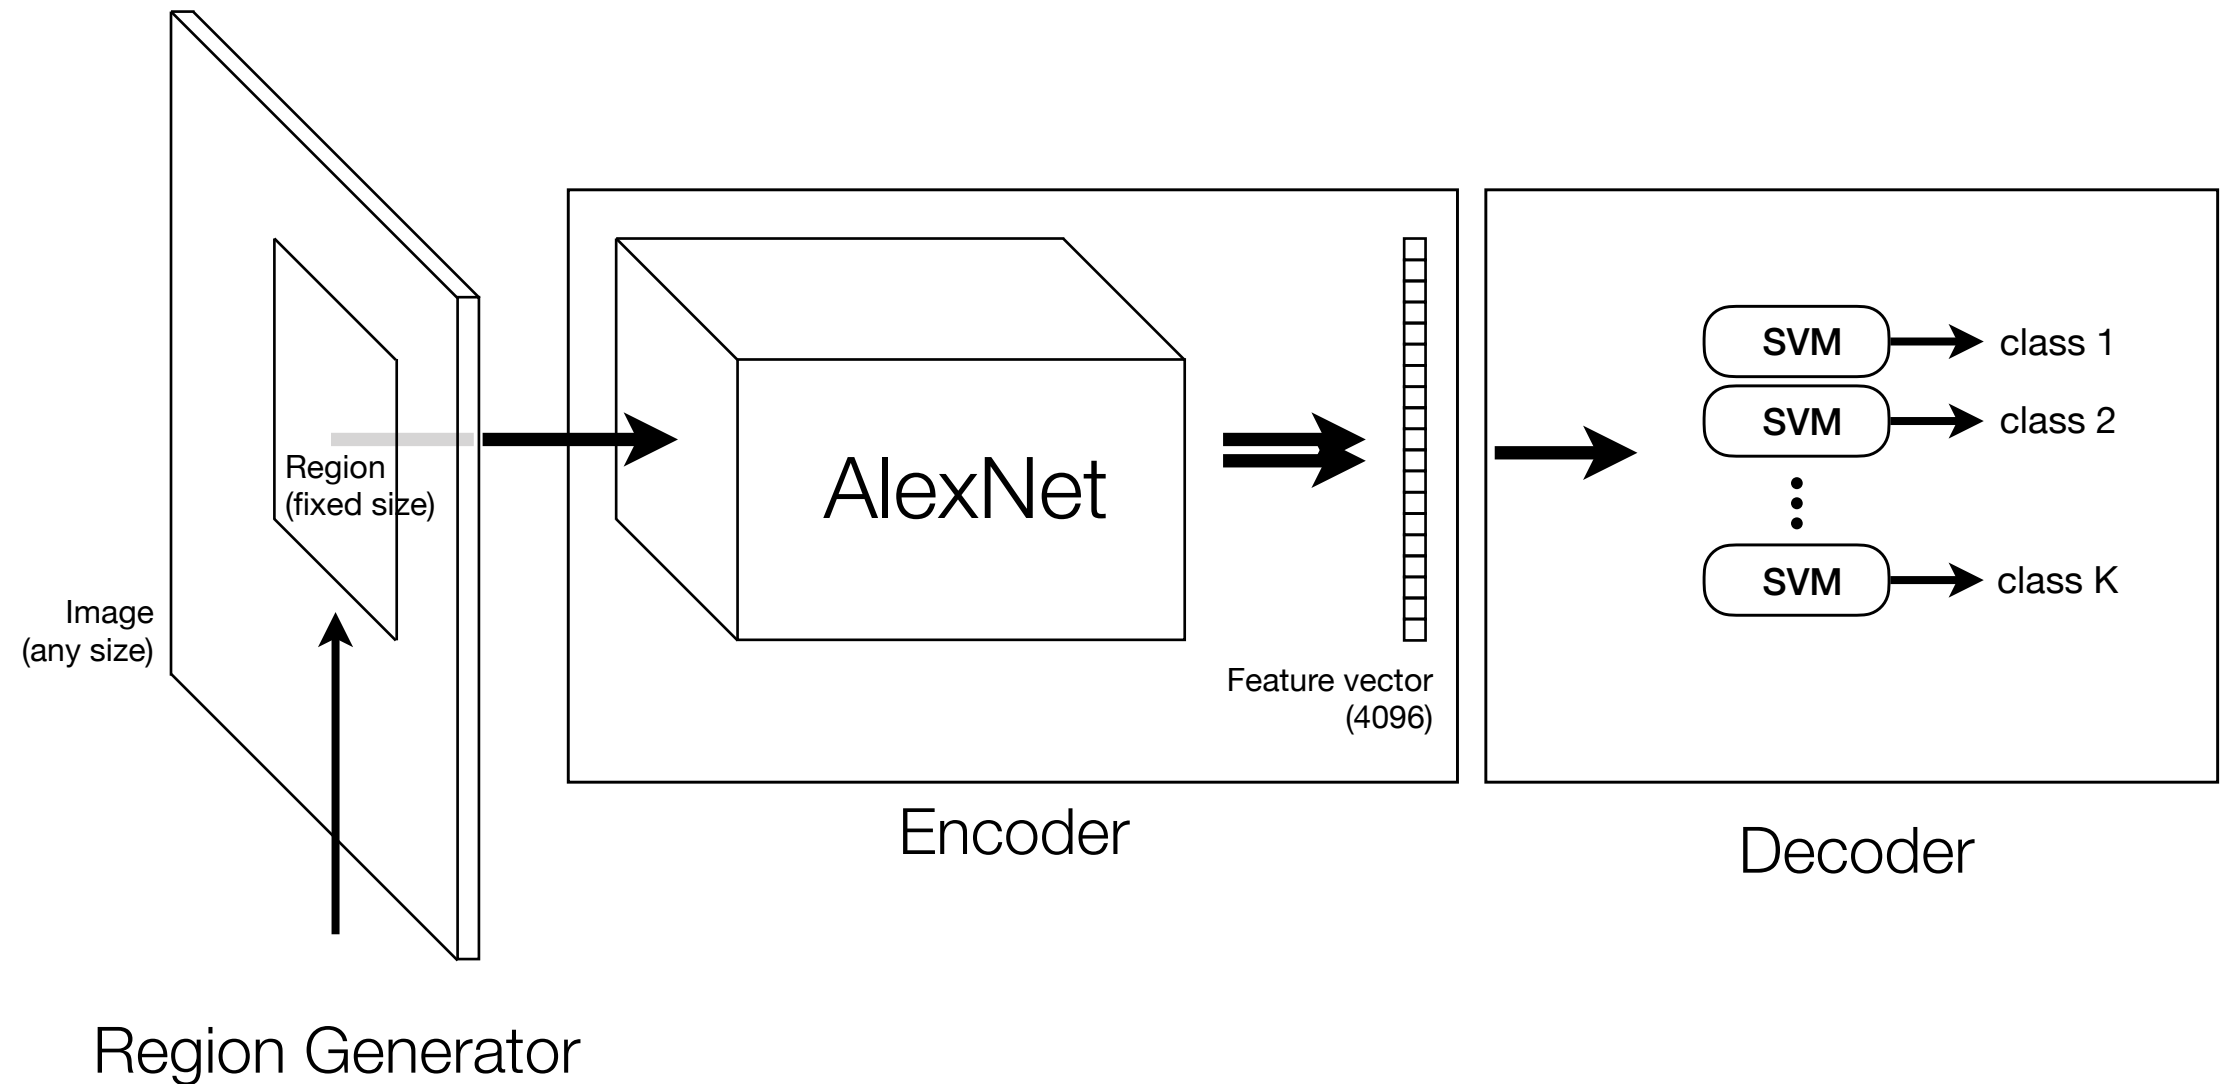 Image
(any size)
Region
(fixed size)
Region Generator
AlexNet
Feature vector
(4096)
Encoder
SVM
class 1
SVM
class 2
SVM
class K
Decoder